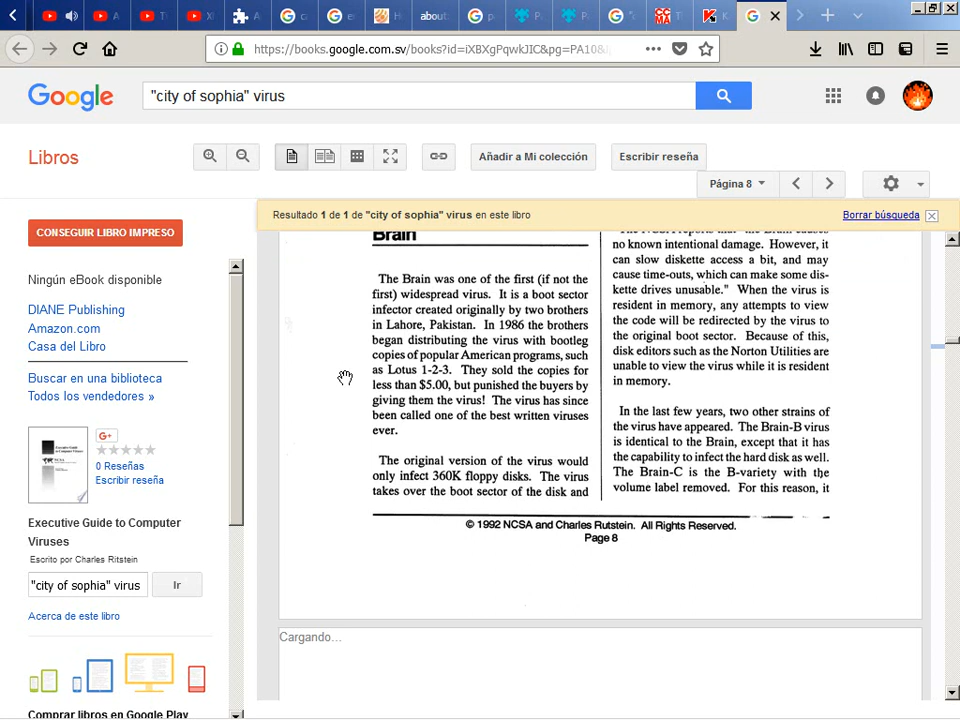 A
T
Xl
A
G c
G er
H
about:
G p
P
P
G "c
T
K
G
https://books.google.com.sv/books?id=iXBXgPqwkJIC&pg=PA10&
Google
"city of sophia" virus
Libros
Añadir a Mi colección
Escribir reseña
Página 8
Resultado 1 de 1 de "city of sophia" virus en este libro
Borrar búsqueda
CONSEGUIR LIBRO IMPRESO
Ningún eBook disponible
DIANE Publishing
Amazon.com
Casa del Libro
Buscar en una biblioteca
Todos los vendedores »
G+
0 Reseñas
Escribir reseña
Executive Guide to Computer
Viruses
Escrito por Charles Ritstein
"city of sophia" virus
Ir
Acerca de este libro
Comprar libros en Google Play
Brain
The Brain was one of the first (if not the
first) widespread virus. It is a boot sector
infector created originally by two brothers
in Lahore, Pakistan. In 1986 the brothers
began distributing the virus with bootleg
copies of popular American programs, such
as Lotus 1-2-3. They sold the copies for
less than $5.00, but punished the buyers by
giving them the virus! The virus has since
been called one of the best written viruses
ever.
The original version of the virus would
only infect 360K floppy disks. The virus
takes over the boot sector of the disk and
The NCSA reports that "the Brain causes
no known intentional damage. However, it
can slow diskette access a bit, and may
cause time-outs, which can make some dis-
kette drives unusable." When the virus is
resident in memory, any attempts to view
the code will be redirected by the virus to
the original boot sector. Because of this,
disk editors such as the Norton Utilities are
unable to view the virus while it is resident
in memory.
In the last few years, two other strains of
the virus have appeared. The Brain-B virus
is identical to the Brain, except that it has
the capability to infect the hard disk as well.
The Brain-C is the B-variety with the
volume label removed. For this reason, it
© 1992 NCSA and Charles Rutstein. All Rights Reserved.
Page 8
Cargando...